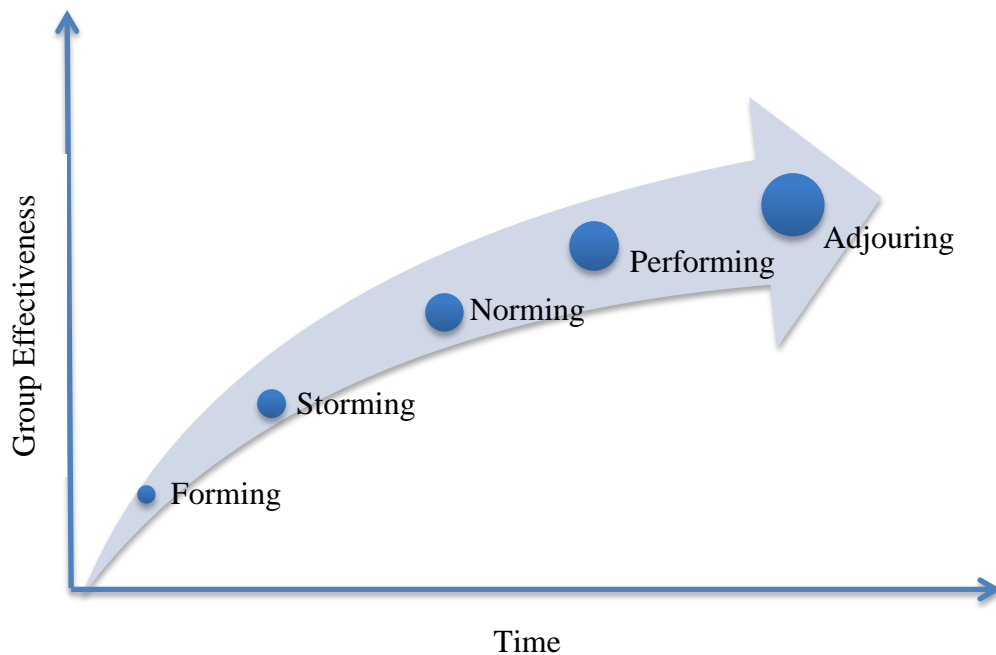 Group Effectiveness
Adjouring
Performing
Norming
Storming
Forming
Time